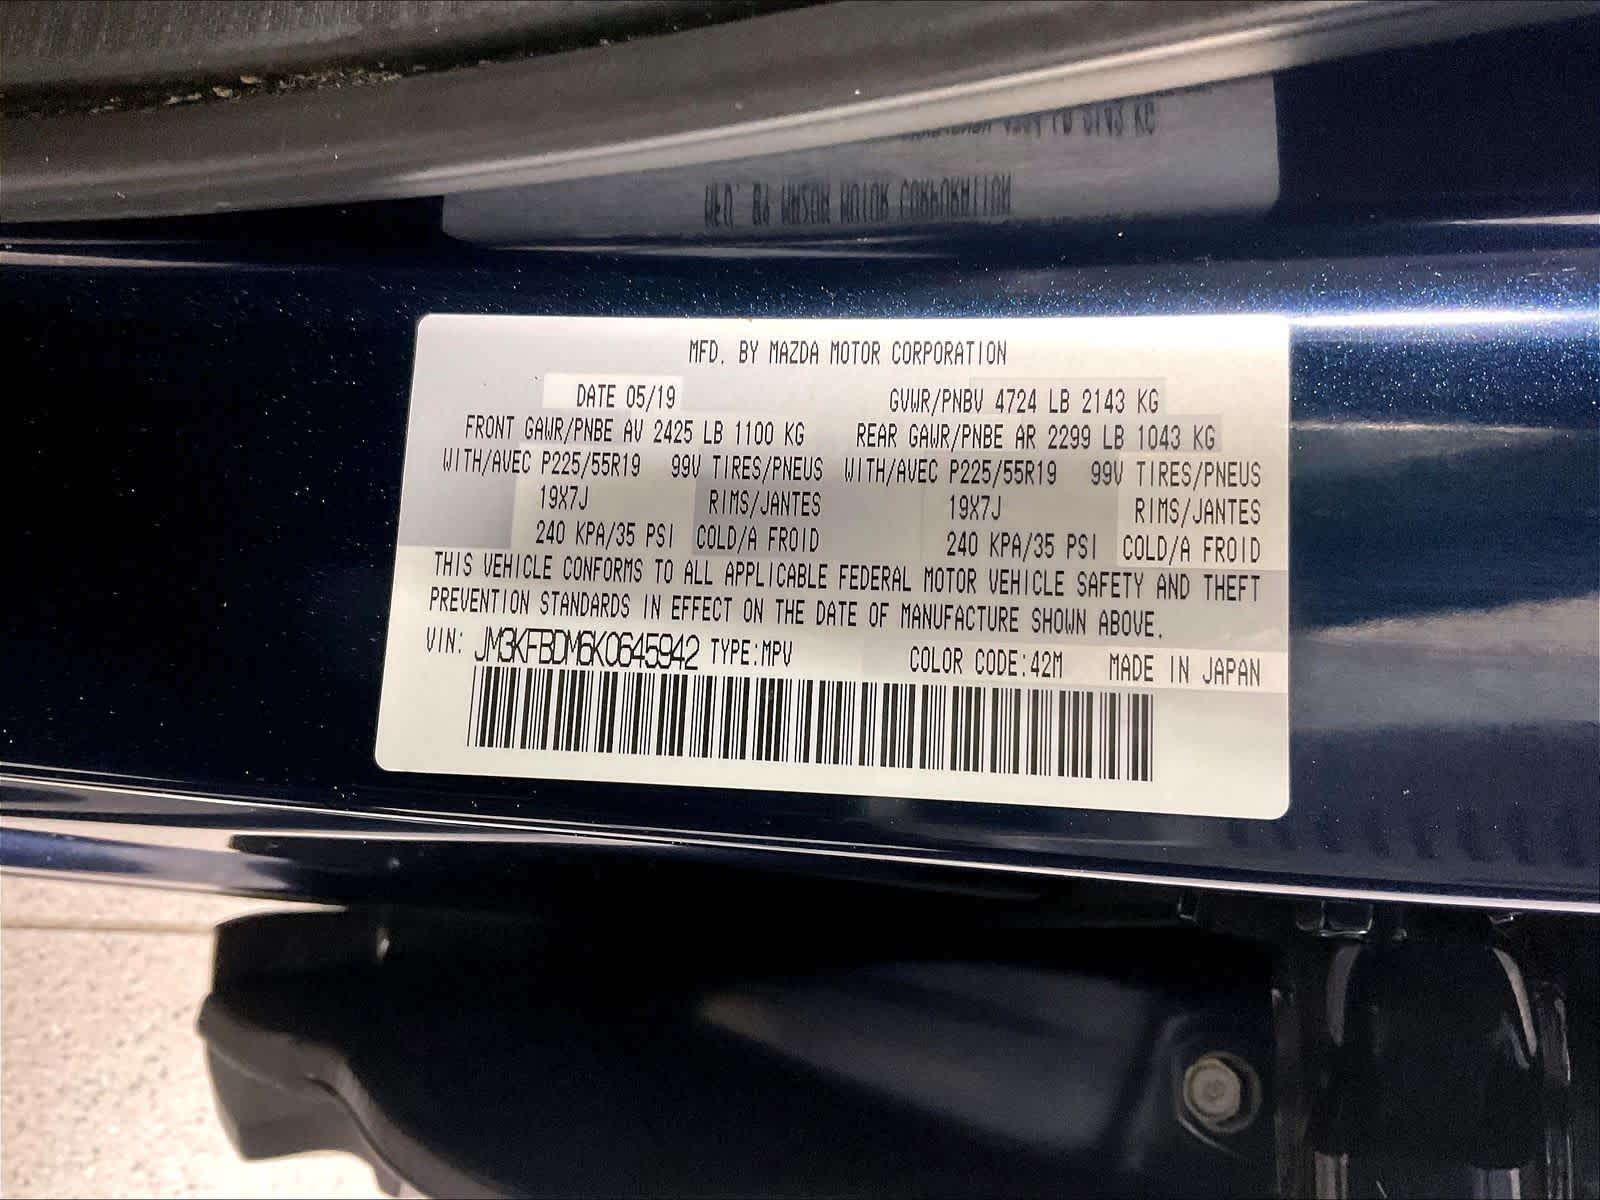 MFD. BY MAZDA MOTOR CORPORATION
DATE 05/19 GVWR/PNBV 4724 LB 2143 KG
FRONT GAWR/PNBE AV 2425 LB 1100 KG REAR GAWR/PNBE AR 2299 LB 1043 KG
WITH/AVEC P225/55R19 99V TIRES/PNEUS WITH/AVEC P225/55R19 99V TIRES/PNEUS
19X7J RIMS/JANTES 19X7J RIMS/JANTES
240 KPA/35 PSI COLD/A FROID 240 KPA/35 PSI COLD/A FROID
THIS VEHICLE CONFORMS TO ALL APPLICABLE FEDERAL MOTOR VEHICLE SAFETY AND THEFT
PREVENTION STANDARDS IN EFFECT ON THE DATE OF MANUFACTURE SHOWN ABOVE.
VIN: JM3KFBDM6K0645942 TYPE:MPV COLOR CODE:42M MADE IN JAPAN